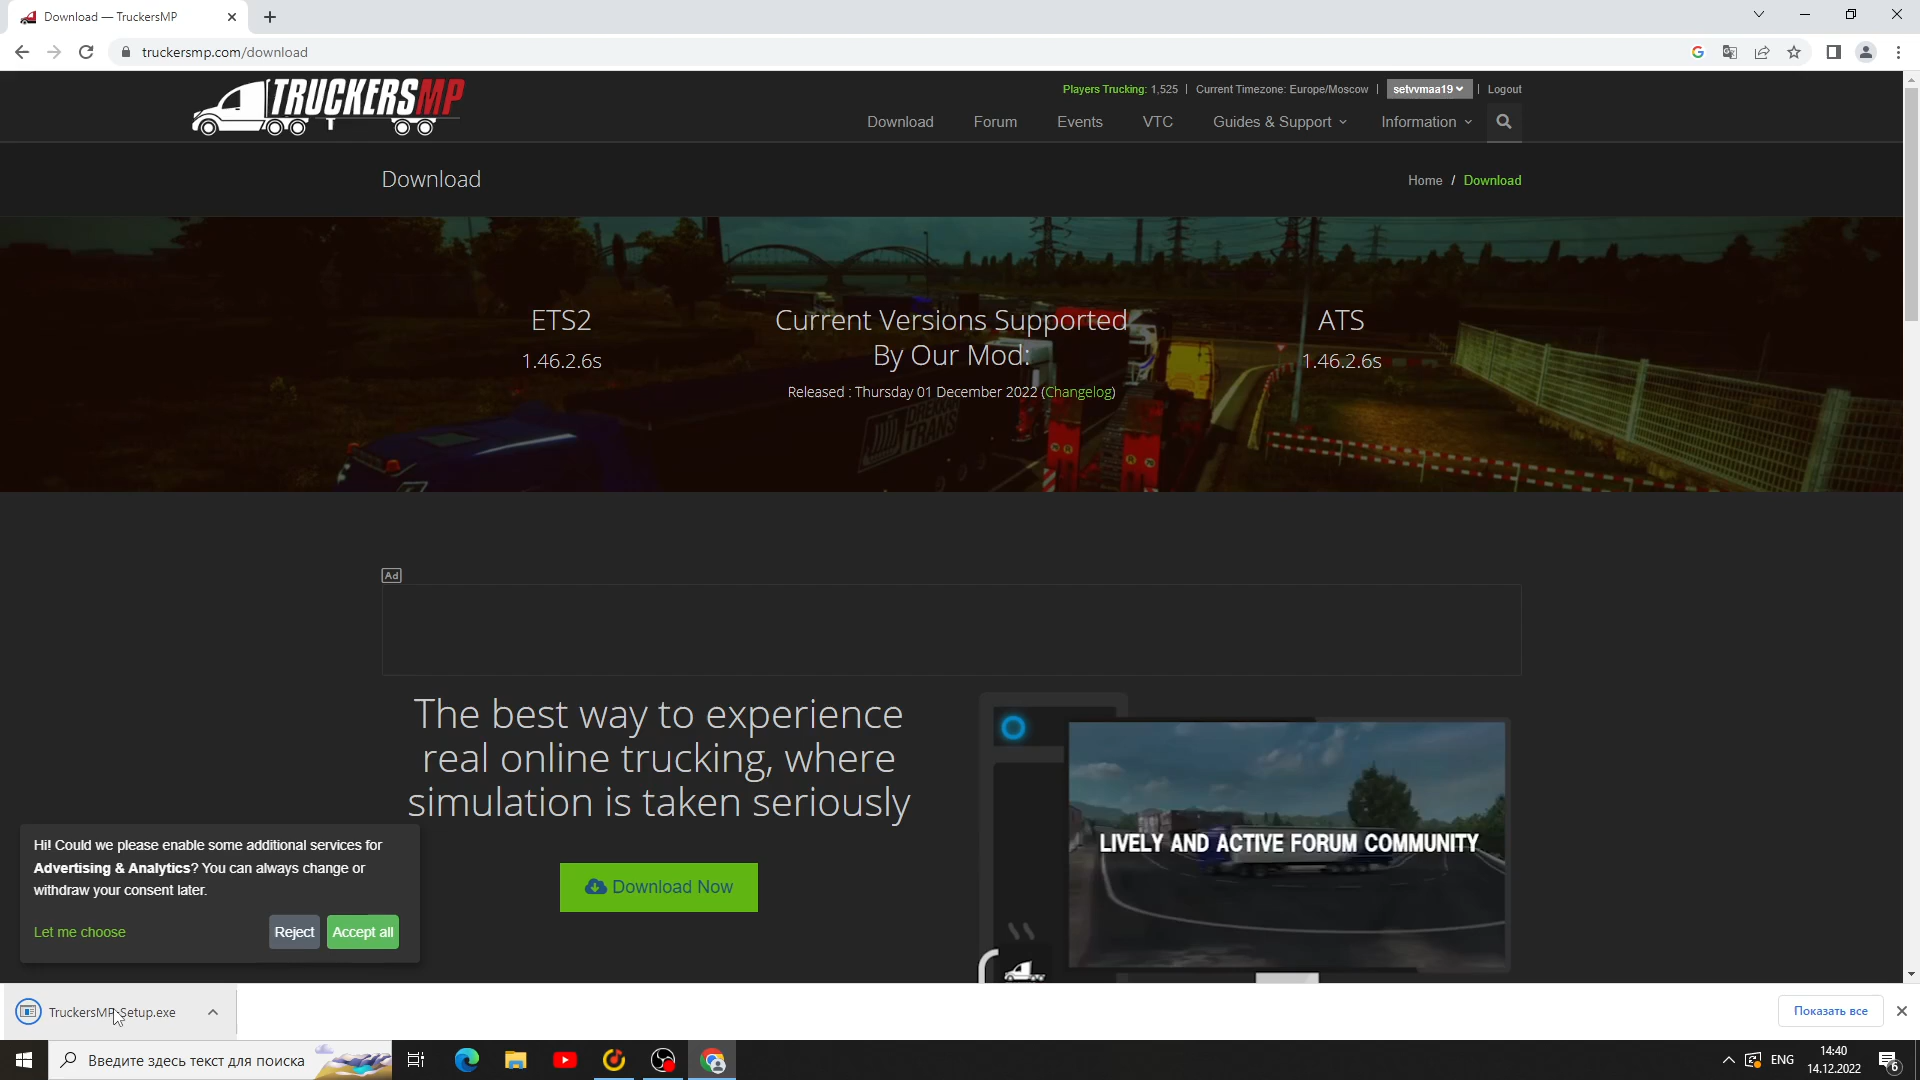 Download — TruckersMP
truckersmp.com/download
TRUCKERSMP
Players Trucking: 1,525 | Current Timezone: Europe/Moscow | setvvmaa19 | Logout
Download Forum Events VTC Guides & Support Information
Download
Home / Download
ETS2
1.46.2.6s
Current Versions Supported
By Our Mod:
Released : Thursday 01 December 2022 (Changelog)
ATS
1.46.2.6s
Ad
The best way to experience
real online trucking, where
simulation is taken seriously
Download Now
LIVELY AND ACTIVE FORUM COMMUNITY
Hi! Could we please enable some additional services for
Advertising & Analytics? You can always change or
withdraw your consent later.
Let me choose
Reject
Accept all
TruckersMP-Setup.exe
Показать все
Введите здесь текст для поиска
ENG
14:40
14.12.2022
6